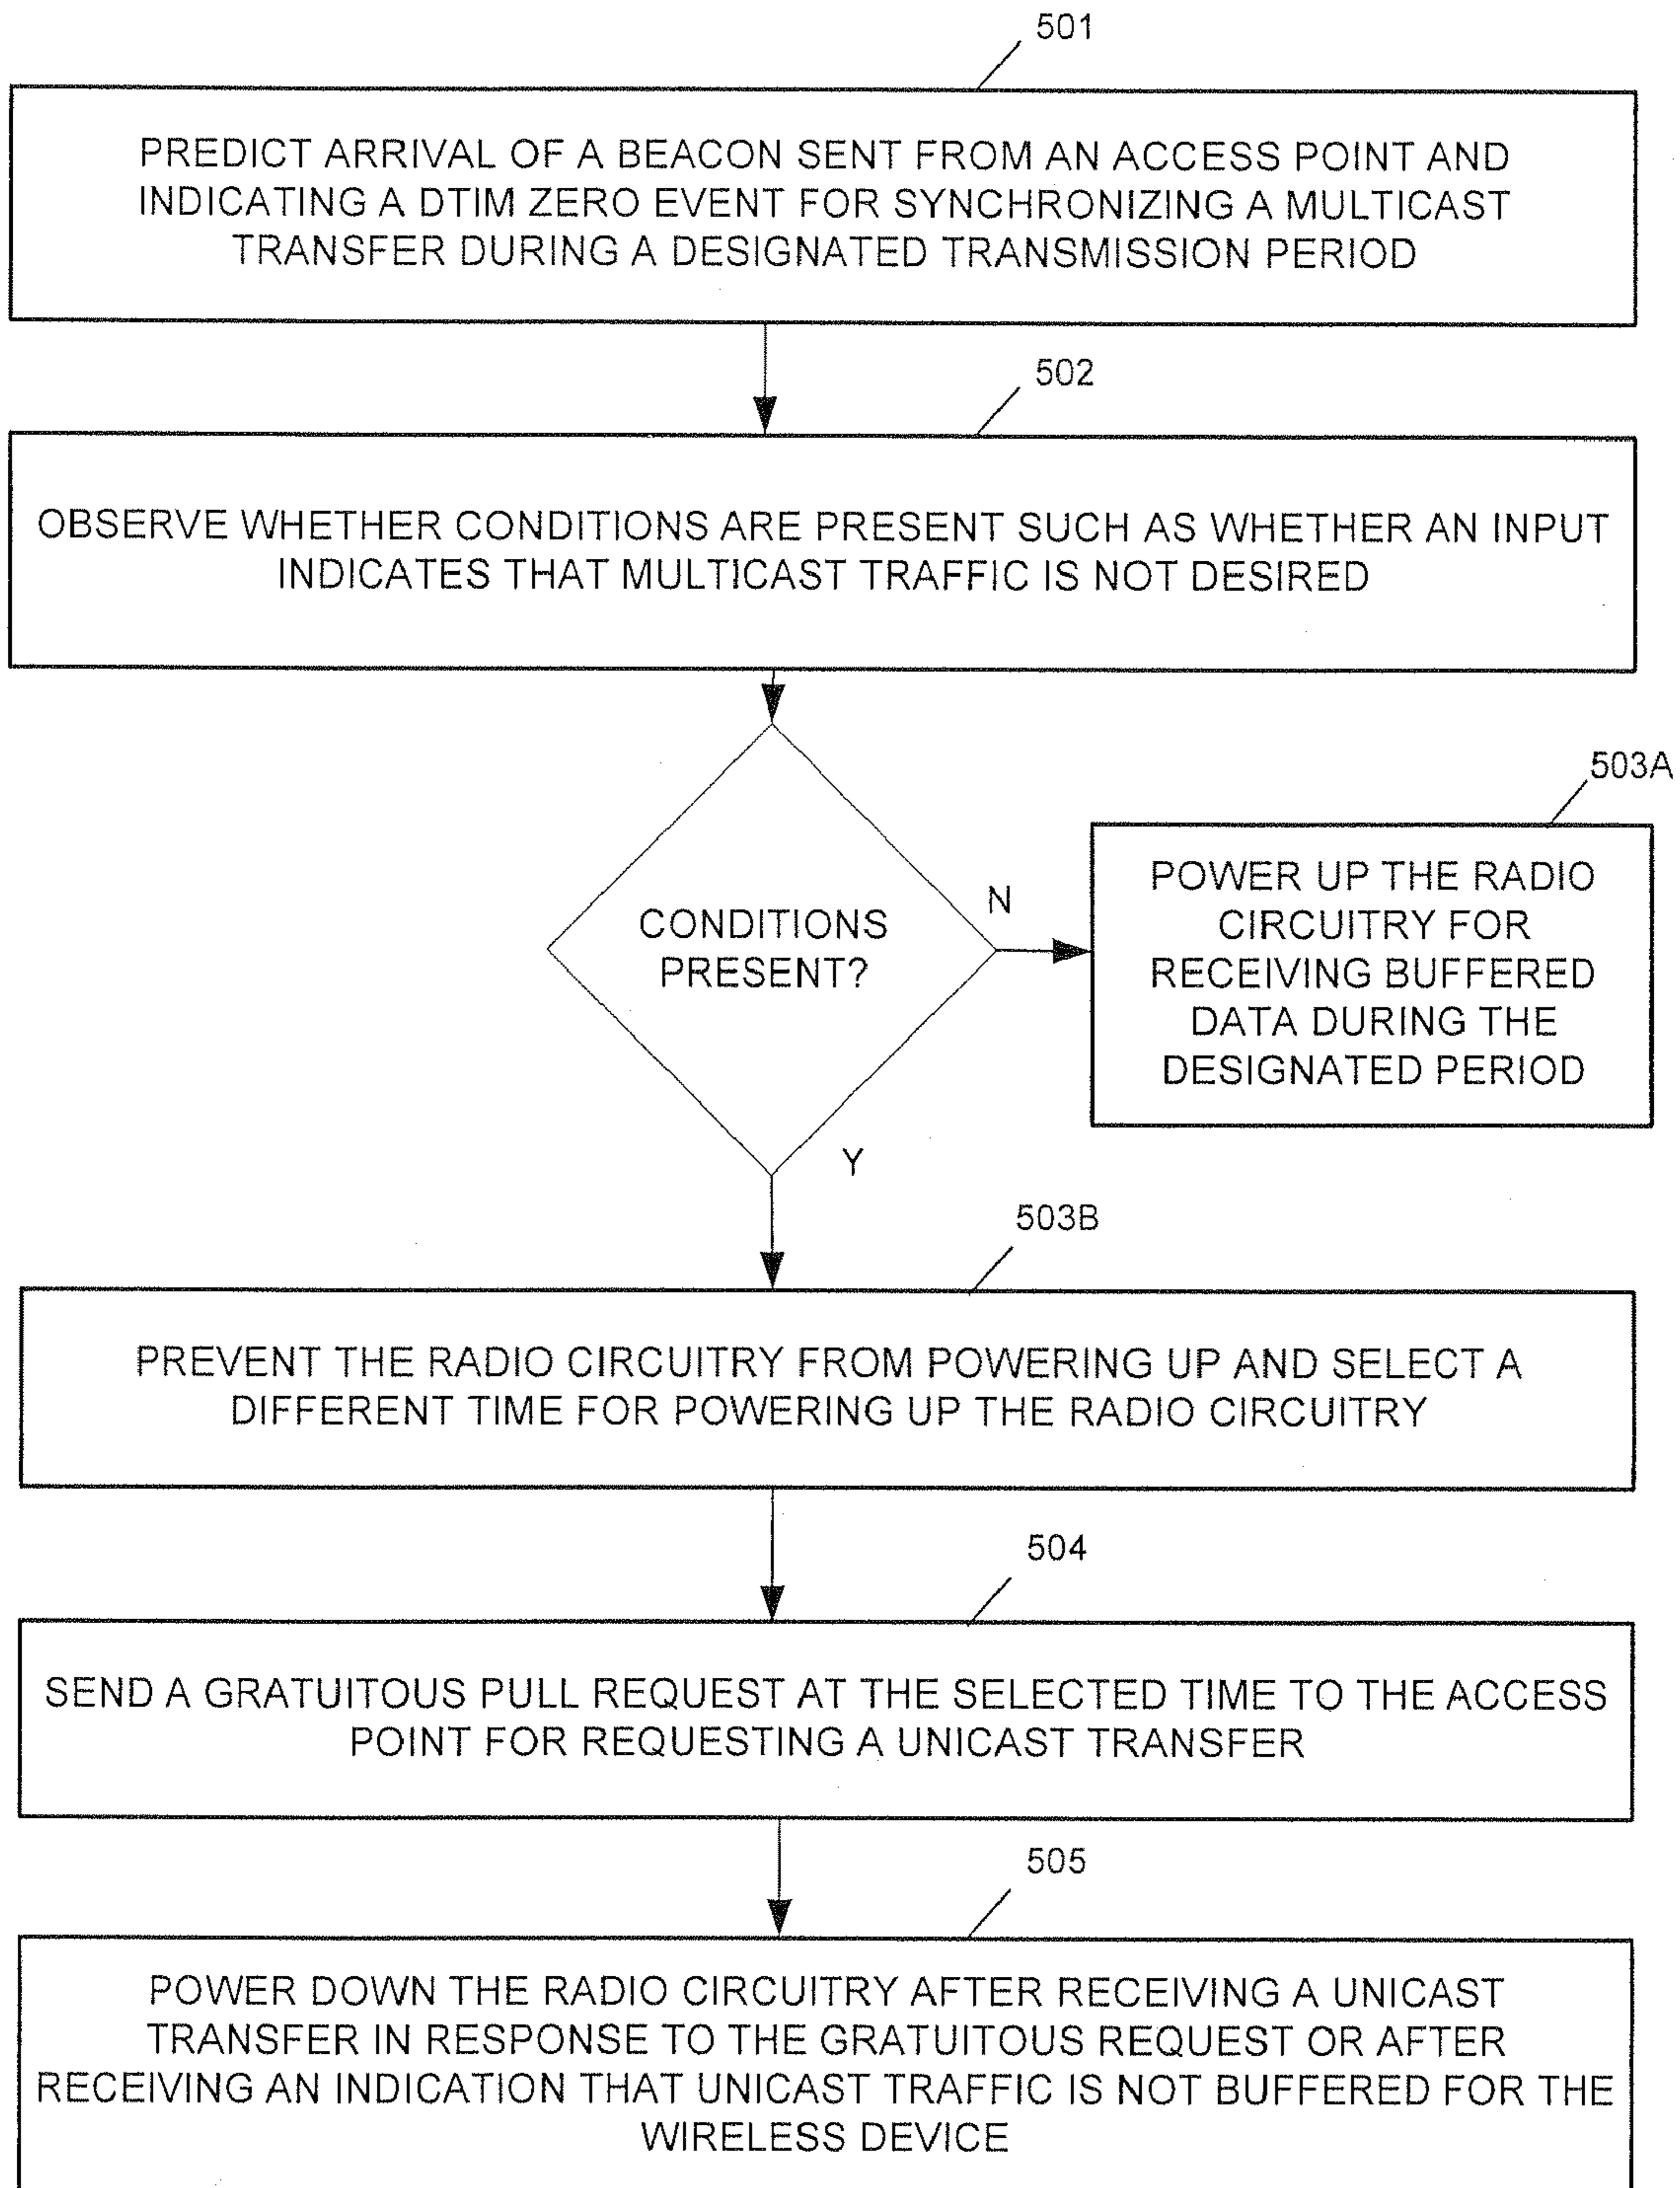 501
PREDICT ARRIVAL OF A BEACON SENT FROM AN ACCESS POINT AND
INDICATING A DTIM ZERO EVENT FOR SYNCHRONIZING A MULTICAST
TRANSFER DURING A DESIGNATED TRANSMISSION PERIOD
502
OBSERVE WHETHER CONDITIONS ARE PRESENT SUCH AS WHETHER AN INPUT
INDICATES THAT MULTICAST TRAFFIC IS NOT DESIRED
CONDITIONS
PRESENT?
N
503A
POWER UP THE RADIO
CIRCUITRY FOR
RECEIVING BUFFERED
DATA DURING THE
DESIGNATED PERIOD
Y
503B
PREVENT THE RADIO CIRCUITRY FROM POWERING UP AND SELECT A
DIFFERENT TIME FOR POWERING UP THE RADIO CIRCUITRY
504
SEND A GRATUITOUS PULL REQUEST AT THE SELECTED TIME TO THE ACCESS
POINT FOR REQUESTING A UNICAST TRANSFER
505
POWER DOWN THE RADIO CIRCUITRY AFTER RECEIVING A UNICAST
TRANSFER IN RESPONSE TO THE GRATUITOUS REQUEST OR AFTER
RECEIVING AN INDICATION THAT UNICAST TRAFFIC IS NOT BUFFERED FOR THE
WIRELESS DEVICE